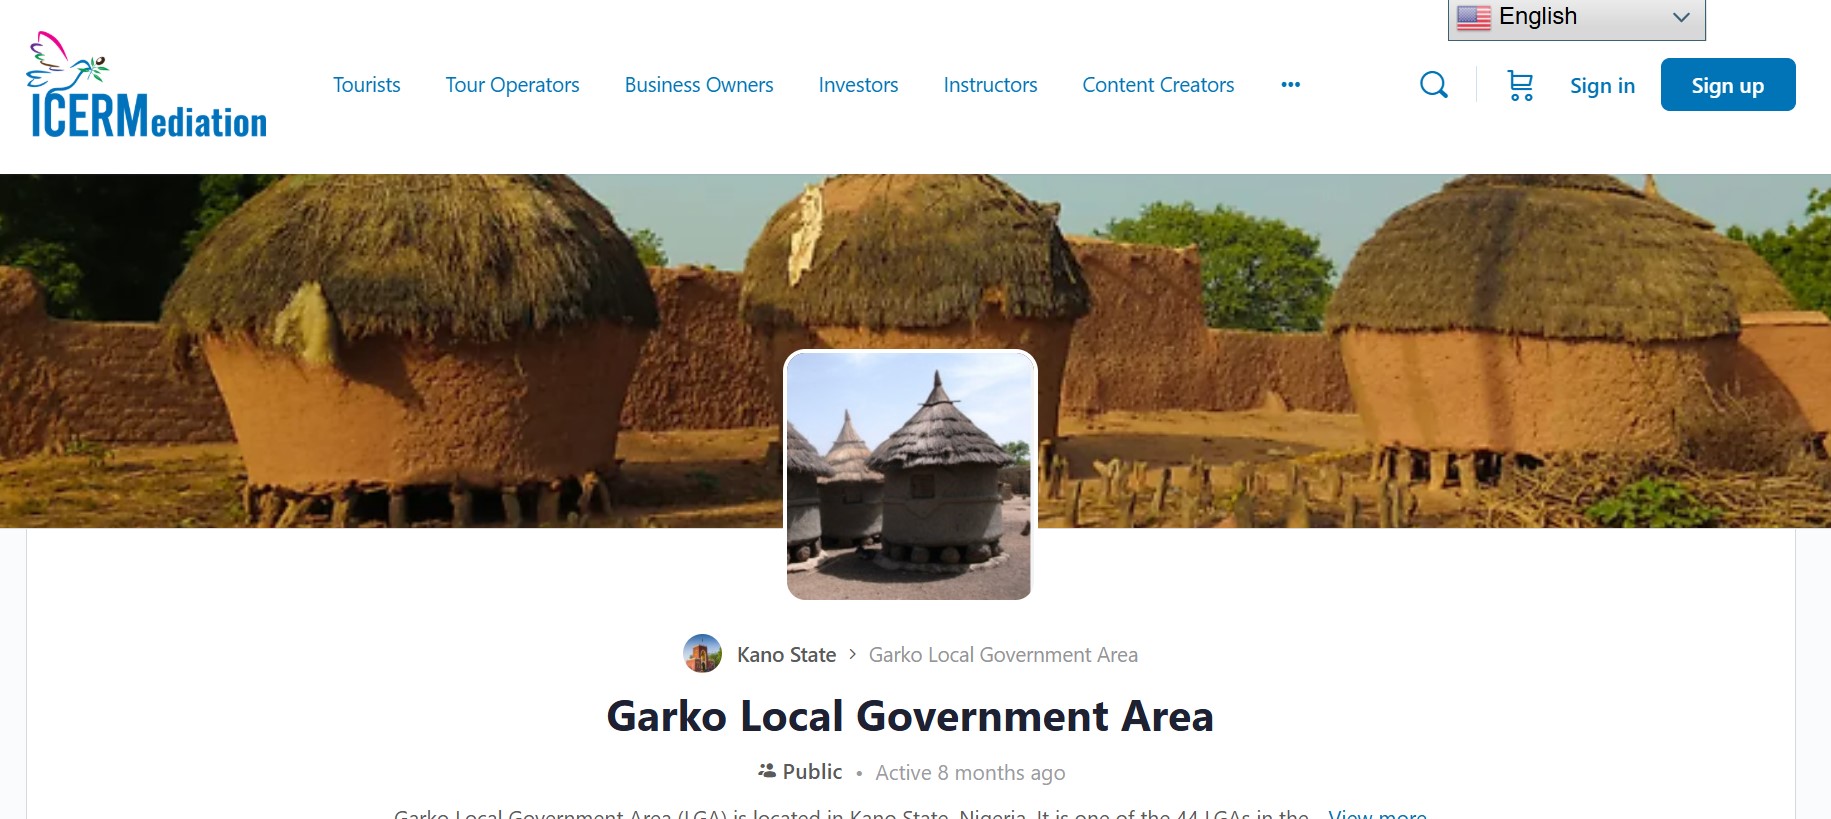 English
ICERMediation
Tourists Tour Operators Business Owners Investors Instructors Content Creators ••• Sign in Sign up
Kano State > Garko Local Government Area
Garko Local Government Area
Public • Active 8 months ago
Garko Local Government Area (LGA) is located in Kano State, Nigeria. It is one of the 44 LGAs in the... View more